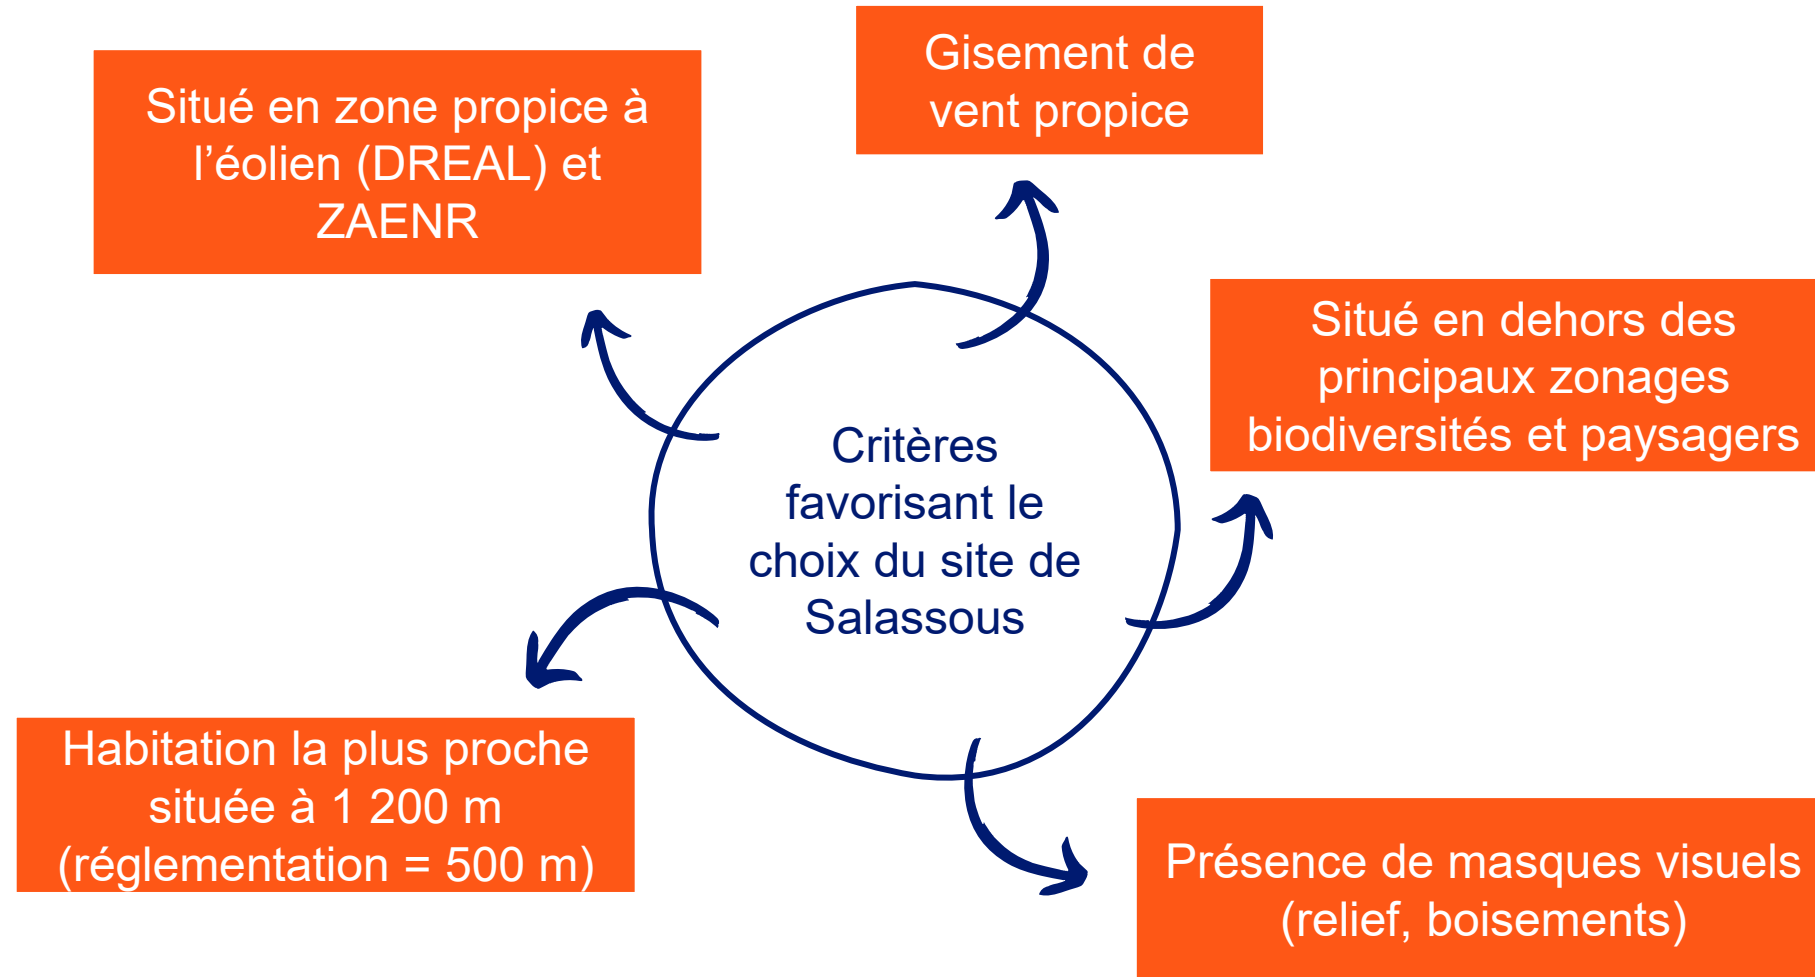 Gisement de
vent propice
Situé en zone propice à
l’éolien (DREAL) et
ZAENR
Situé en dehors des
principaux zonages
biodiversités et paysagers
Critères
favorisant le
choix du site de
Salassous
Habitation la plus proche
située à 1 200 m
(réglementation = 500 m)
Présence de masques visuels
(relief, boisements)